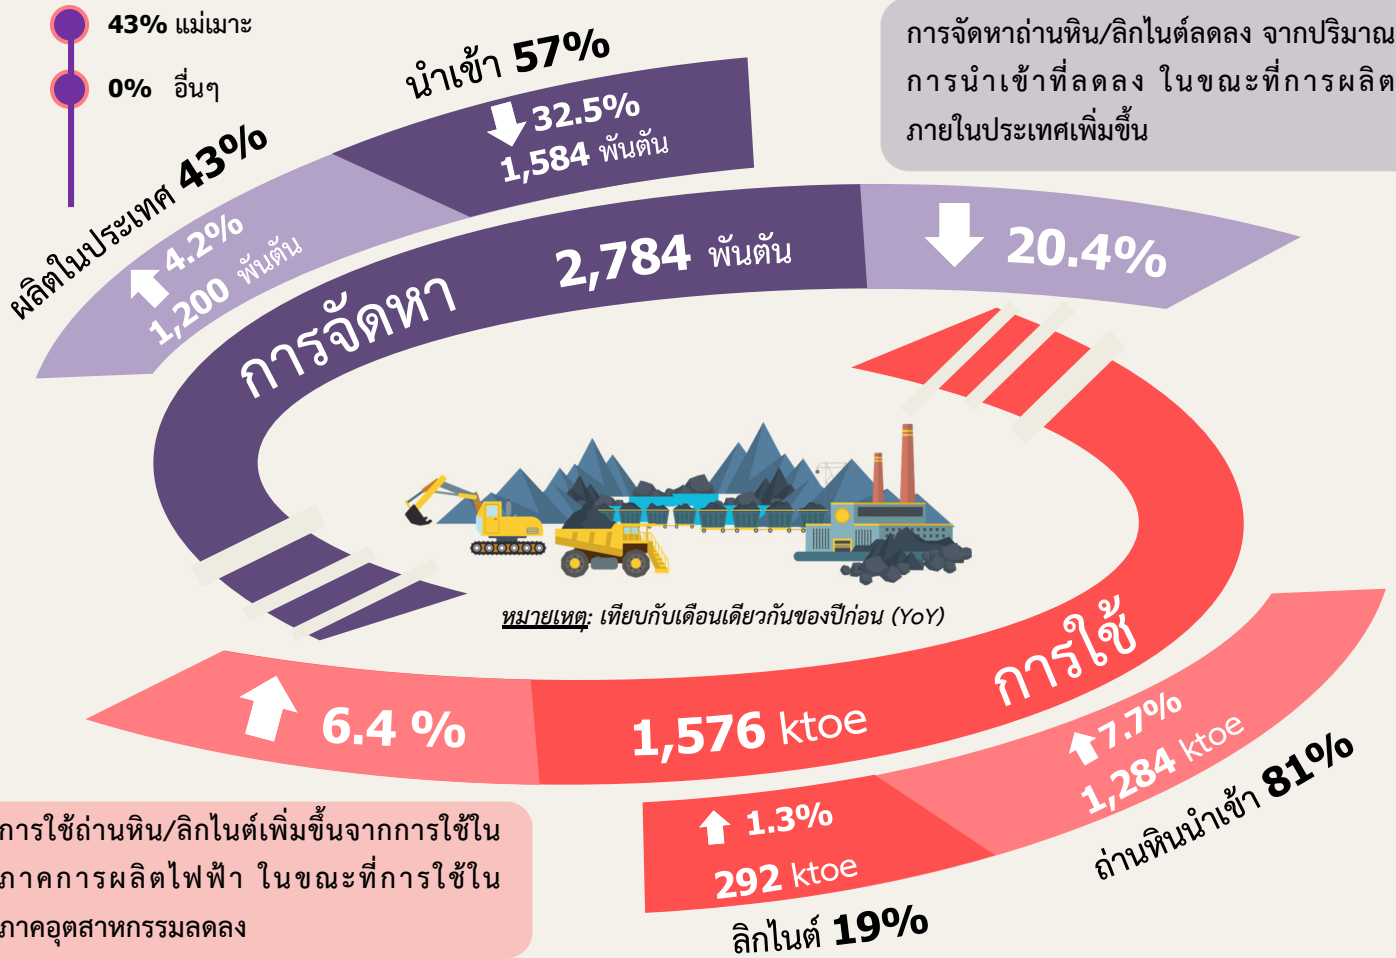 43% แม่เมาะ
0% อื่นๆ
นำเข้า 57%
32.5%
1,584 พันตัน
ผลิตในประเทศ 43%
4.2%
1,200 พันตัน
การจัดหาถ่านหิน/ลิกไนต์ลดลง จากปริมาณ
การนำเข้าที่ลดลง ในขณะที่การผลิต
ภายในประเทศเพิ่มขึ้น
การจัดหา 2,784 พันตัน
20.4%
หมายเหตุ: เทียบกับเดือนเดียวกันของปีก่อน (YoY)
การใช้
6.4 %
1,576 ktoe
7.7%
1,284 ktoe
ถ่านหินนำเข้า 81%
1.3%
292 ktoe
ลิกไนต์ 19%
การใช้ถ่านหิน/ลิกไนต์เพิ่มขึ้นจากการใช้ใน
ภาคการผลิตไฟฟ้า ในขณะที่การใช้ใน
ภาคอุตสาหกรรมลดลง